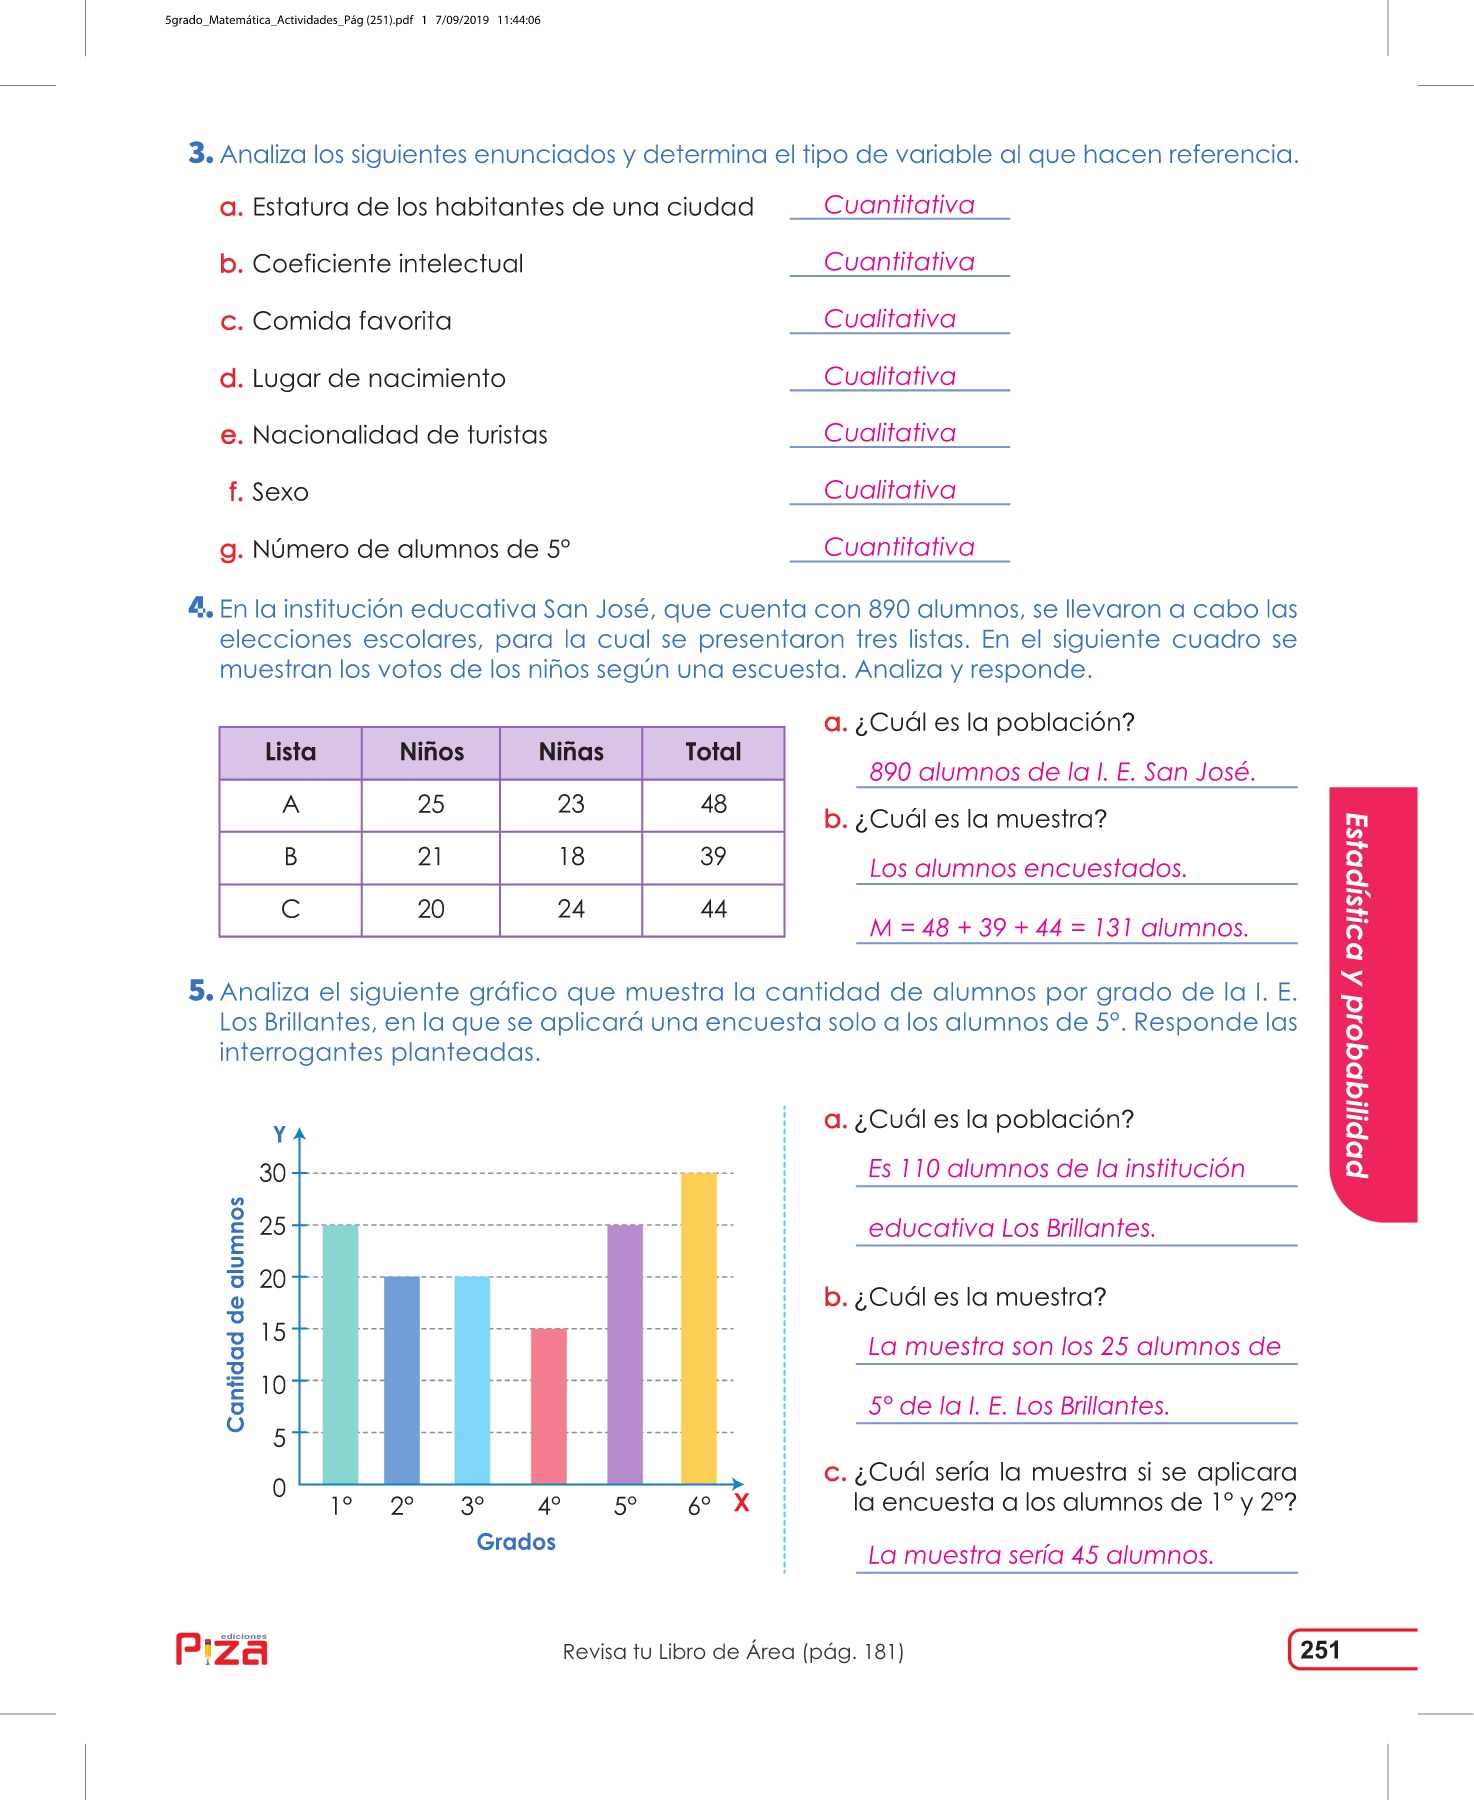 5grado_Matemática_Actividades_Pág (251).pdf 1 7/09/2019 11:44:06
3. Analiza los siguientes enunciados y determina el tipo de variable al que hacen referencia.
a. Estatura de los habitantes de una ciudad Cuantitativa
b. Coeficiente intelectual Cuantitativa
c. Comida favorita Cualitativa
d. Lugar de nacimiento Cualitativa
e. Nacionalidad de turistas Cualitativa
f. Sexo Cualitativa
g. Número de alumnos de 5° Cuantitativa
4. En la institución educativa San José, que cuenta con 890 alumnos, se llevaron a cabo las
elecciones escolares, para la cual se presentaron tres listas. En el siguiente cuadro se
muestran los votos de los niños según una escuesta. Analiza y responde.
Lista Niños Niñas Total
A 25 23 48
B 21 18 39
C 20 24 44
a. ¿Cuál es la población?
890 alumnos de la I. E. San José.
b. ¿Cuál es la muestra?
Los alumnos encuestados.
M = 48 + 39 + 44 = 131 alumnos.
5. Analiza el siguiente gráfico que muestra la cantidad de alumnos por grado de la I. E.
Los Brillantes, en la que se aplicará una encuesta solo a los alumnos de 5°. Responde las
interrogantes planteadas.
Y
Cantidad de alumnos
30
25
20
15
10
5
0
1° 2° 3° 4° 5° 6° X
Grados
a. ¿Cuál es la población?
Es 110 alumnos de la institución
educativa Los Brillantes.
b. ¿Cuál es la muestra?
La muestra son los 25 alumnos de
5° de la I. E. Los Brillantes.
c. ¿Cuál sería la muestra si se aplicara
la encuesta a los alumnos de 1° y 2°?
La muestra sería 45 alumnos.
Estadística y probabilidad
ediciones
Piza
Revisa tu Libro de Área (pág. 181)
251